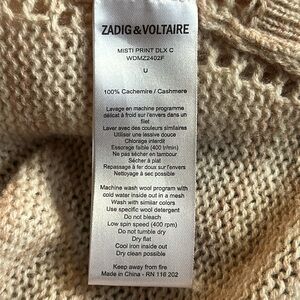 ZADIG & VOLTAIRE
MISTI PRINT DLX C
WDMZ2402F
U
100% Cachemire / Cashmere
Lavage en machine programme
délicat à froid sur l'envers dans un
filet
Laver avec des couleurs similaires
Utiliser une lessive douce
Chlorage interdit
Essorage faible (400 t/min)
Ne pas sécher en tambour
Sécher à plat
Repassage à fer doux sur l'envers
Nettoyage à sec possible
Machine wash wool program with
cold water inside out in a mesh
Wash with similar colors
Use specific wool detergent
Do not bleach
Low spin speed (400 rpm)
Do not tumble dry
Dry flat
Cool iron inside out
Dry clean possible
Keep away from fire
Made in China - RN 116 202